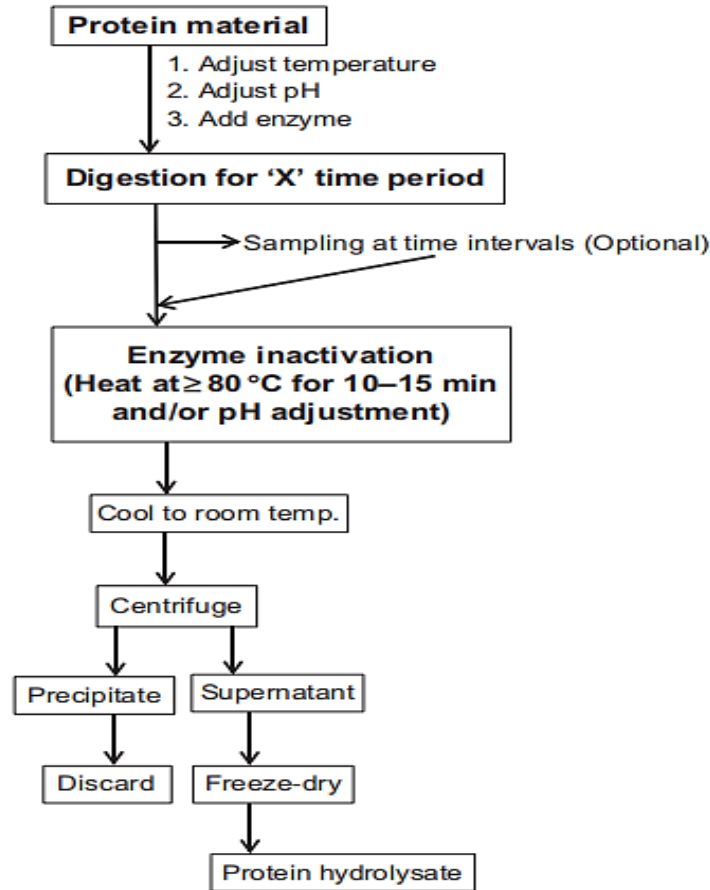 Protein material
1. Adjust temperature
2. Adjust pH
3. Add enzyme
Digestion for ‘X’ time period
Sampling at time intervals (Optional)
Enzyme inactivation
(Heat at ≥ 80 °C for 10–15 min
and/or pH adjustment)
Cool to room temp.
Centrifuge
Precipitate
Supernatant
Discard
Freeze-dry
Protein hydrolysate